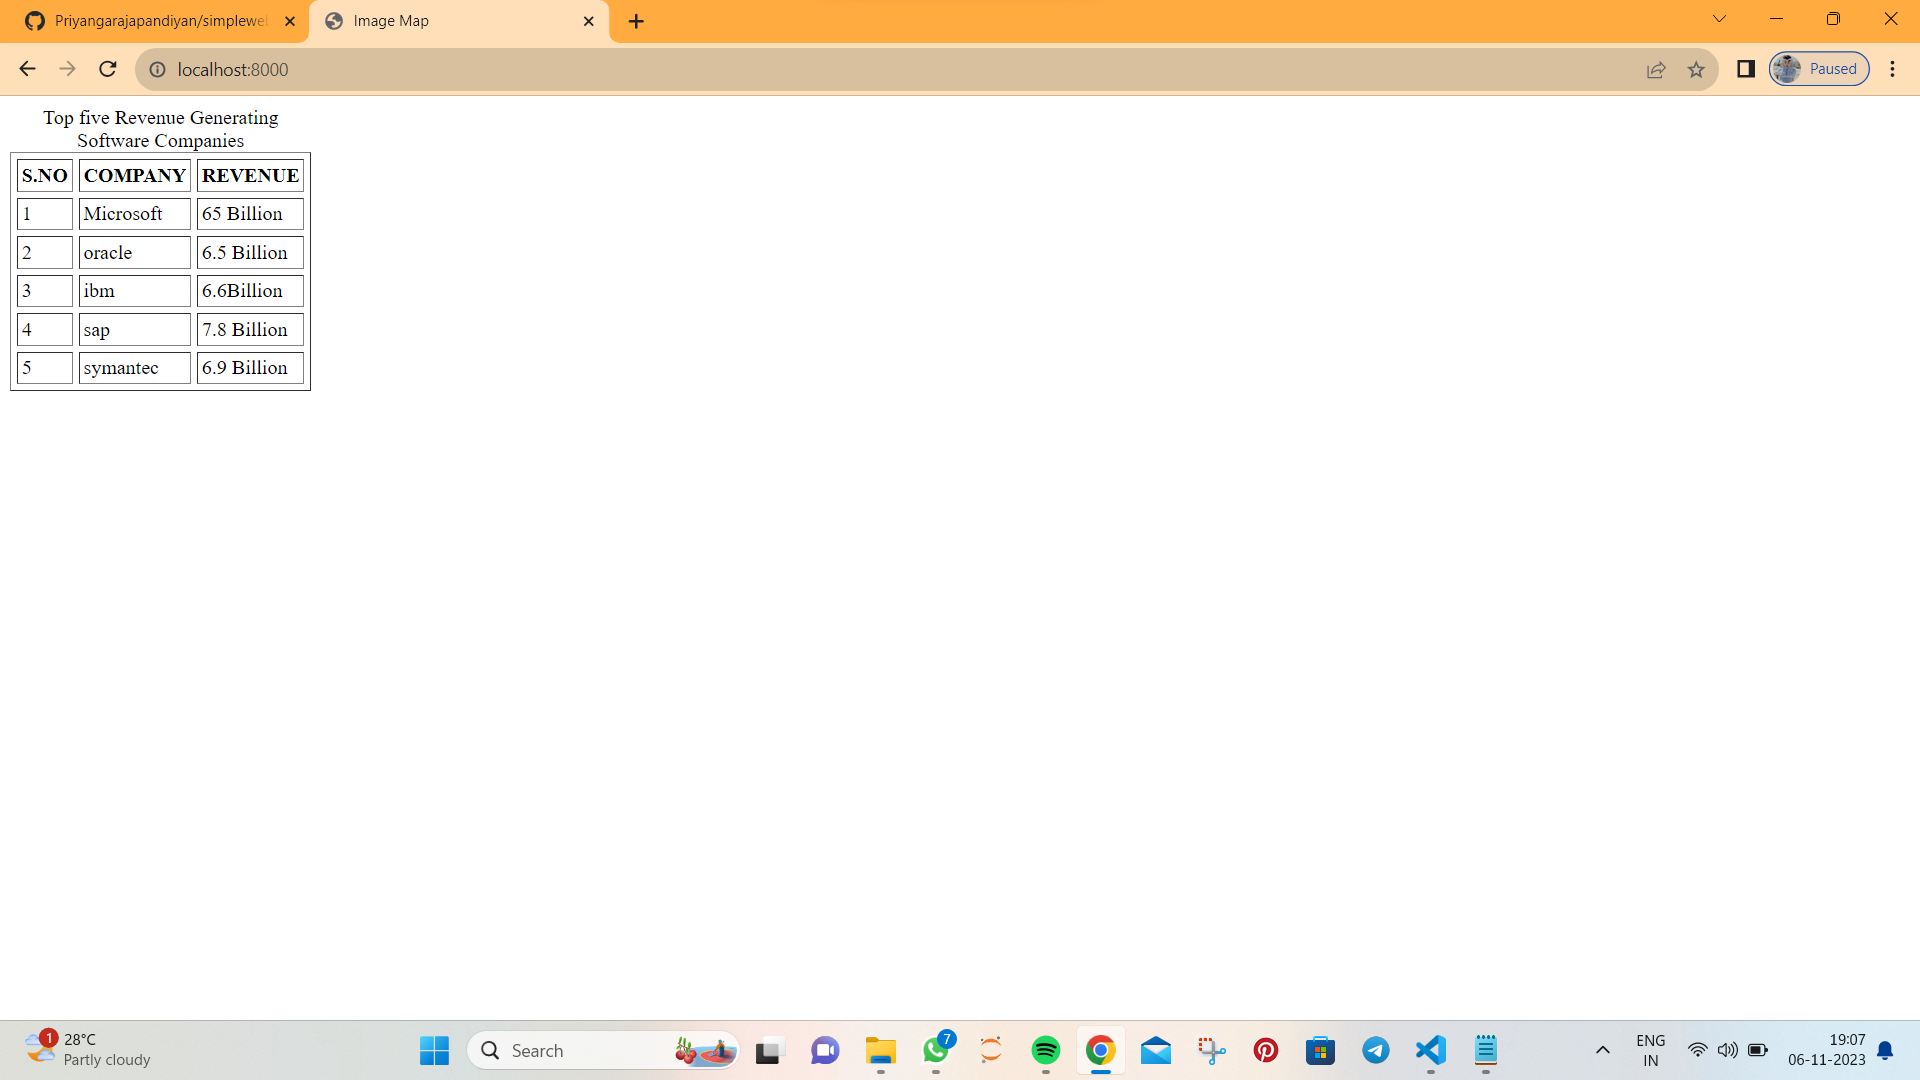 Priyangarajapandiyan/simplewel
Image Map
localhost:8000
Paused
Top five Revenue Generating
Software Companies
S.NO COMPANY REVENUE
1 Microsoft 65 Billion
2 oracle 6.5 Billion
3 ibm 6.6Billion
4 sap 7.8 Billion
5 symantec 6.9 Billion
1
28°C
Partly cloudy
Search
7
ENG
IN
19:07
06-11-2023